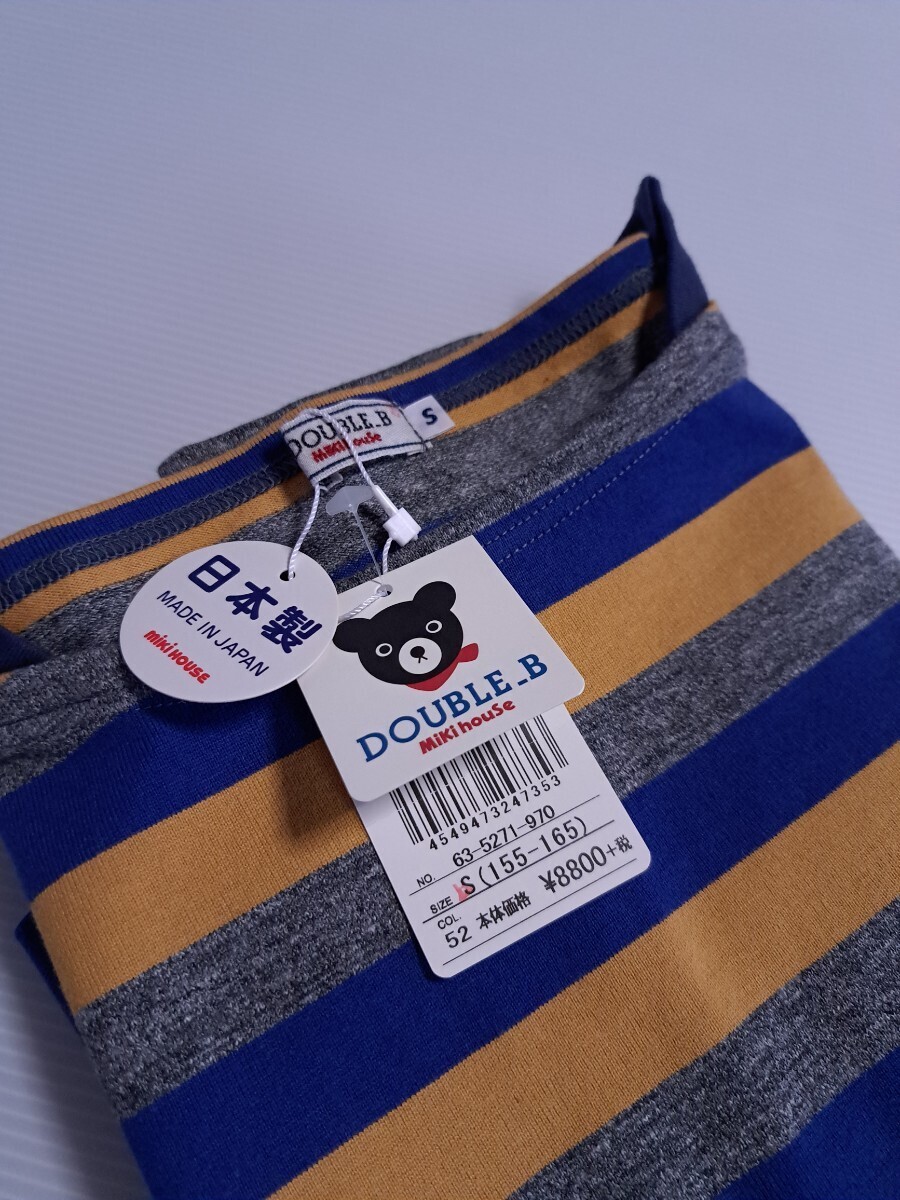 DOUBLE_B
MiKi HouSe
S
日本製
MADE IN JAPAN
miki HOUSE
DOUBLE_B
MiKi HouSe
4549473247353
NO. 63-5271-970
SIZE S(155-165)
COL. 52 本体価格 ¥8800+税